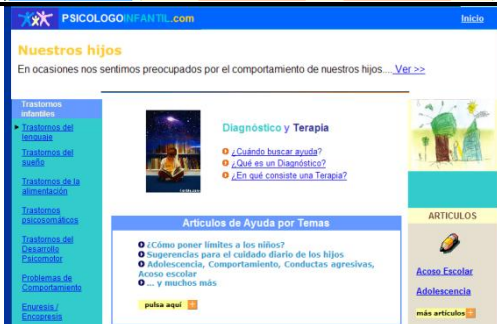 PSICOLOGOINFANTIL.com
Inicio
Nuestros hijos
En ocasiones nos sentimos preocupados por el comportamiento de nuestros hijos.... Ver >>
Trastornos
infantiles
Trastornos del
lenguaje
Trastornos del
sueño
Trastornos de la
alimentación
Trastornos
psicosomáticos
Trastornos del
Desarrollo
Psicomotor
Problemas de
Comportamiento
Enuresis /
Encopresis
Diagnóstico y Terapia
¿Cuándo buscar ayuda?
¿Qué es un Diagnóstico?
¿En qué consiste una Terapia?
Artículos de Ayuda por Temas
¿Cómo poner límites a los niños?
Sugerencias para el cuidado diario de los hijos
Adolescencia, Comportamiento, Conductas agresivas,
Acoso escolar
... y muchos más
pulsa aquí
ARTICULOS
Acoso Escolar
Adolescencia
más artículos